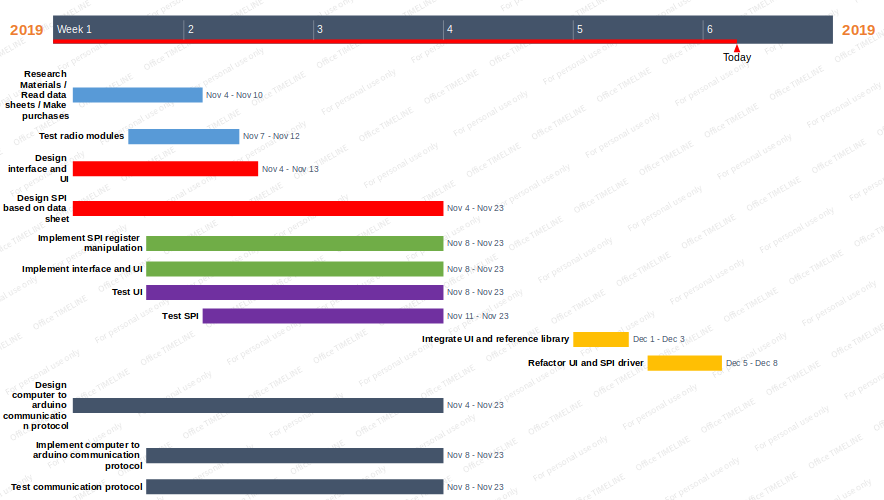 2019
Week 1 2 3 4 5 6
2019
Today
Research
Materials /
Read data
sheets / Make
purchases
Nov 4 - Nov 10
Test radio modules
Nov 7 - Nov 12
Design
interface and
UI
Nov 4 - Nov 13
Design SPI
based on data
sheet
Nov 4 - Nov 23
Implement SPI register
manipulation
Nov 8 - Nov 23
Implement interface and UI
Nov 8 - Nov 23
Test UI
Nov 8 - Nov 23
Test SPI
Nov 11 - Nov 23
Integrate UI and reference library
Dec 1 - Dec 3
Refactor UI and SPI driver
Dec 5 - Dec 8
Design
computer to
arduino
communicatio
n protocol
Nov 4 - Nov 23
Implement computer to
arduino communication
protocol
Nov 8 - Nov 23
Test communication protocol
Nov 8 - Nov 23
For personal use only
Office TIMELINE